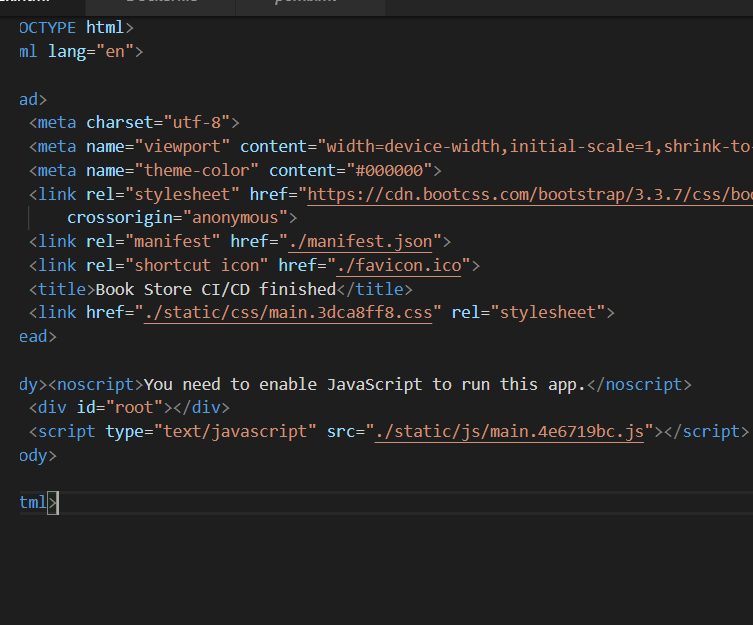 OCTYPE html>
ml lang="en">
ad>
<meta charset="utf-8">
<meta name="viewport" content="width=device-width,initial-scale=1,shrink-to-
<meta name="theme-color" content="#000000">
<link rel="stylesheet" href="https://cdn.bootcss.com/bootstrap/3.3.7/css/boo
crossorigin="anonymous">
<link rel="manifest" href="./manifest.json">
<link rel="shortcut icon" href="./favicon.ico">
<title>Book Store CI/CD finished</title>
<link href="./static/css/main.3dca8ff8.css" rel="stylesheet">
ead>
dy><noscript>You need to enable JavaScript to run this app.</noscript>
<div id="root"></div>
<script type="text/javascript" src="./static/js/main.4e6719bc.js"></script>
ody>
tml>